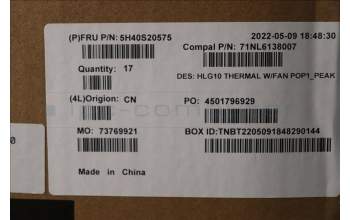 (P)FRU P/N: 5H40S20575
2022-05-09 18:48:30
Compal P/N: 71NL6138007
Quantity: 17
DES: HLG10 THERMAL W/FAN POP1_PEAK
(4L)Origion: CN
PO: 4501796929
MO: 73769921
BOX ID:TNBT2205091848290144
Made in China